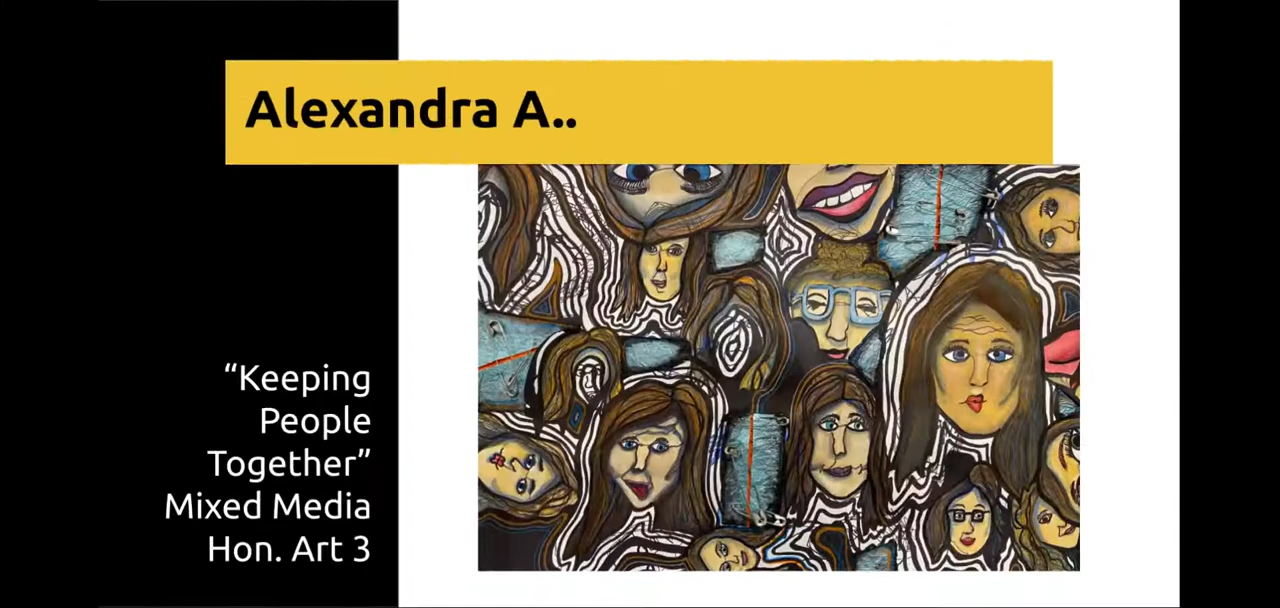 Alexandra A..
“Keeping
People
Together”
Mixed Media
Hon. Art 3